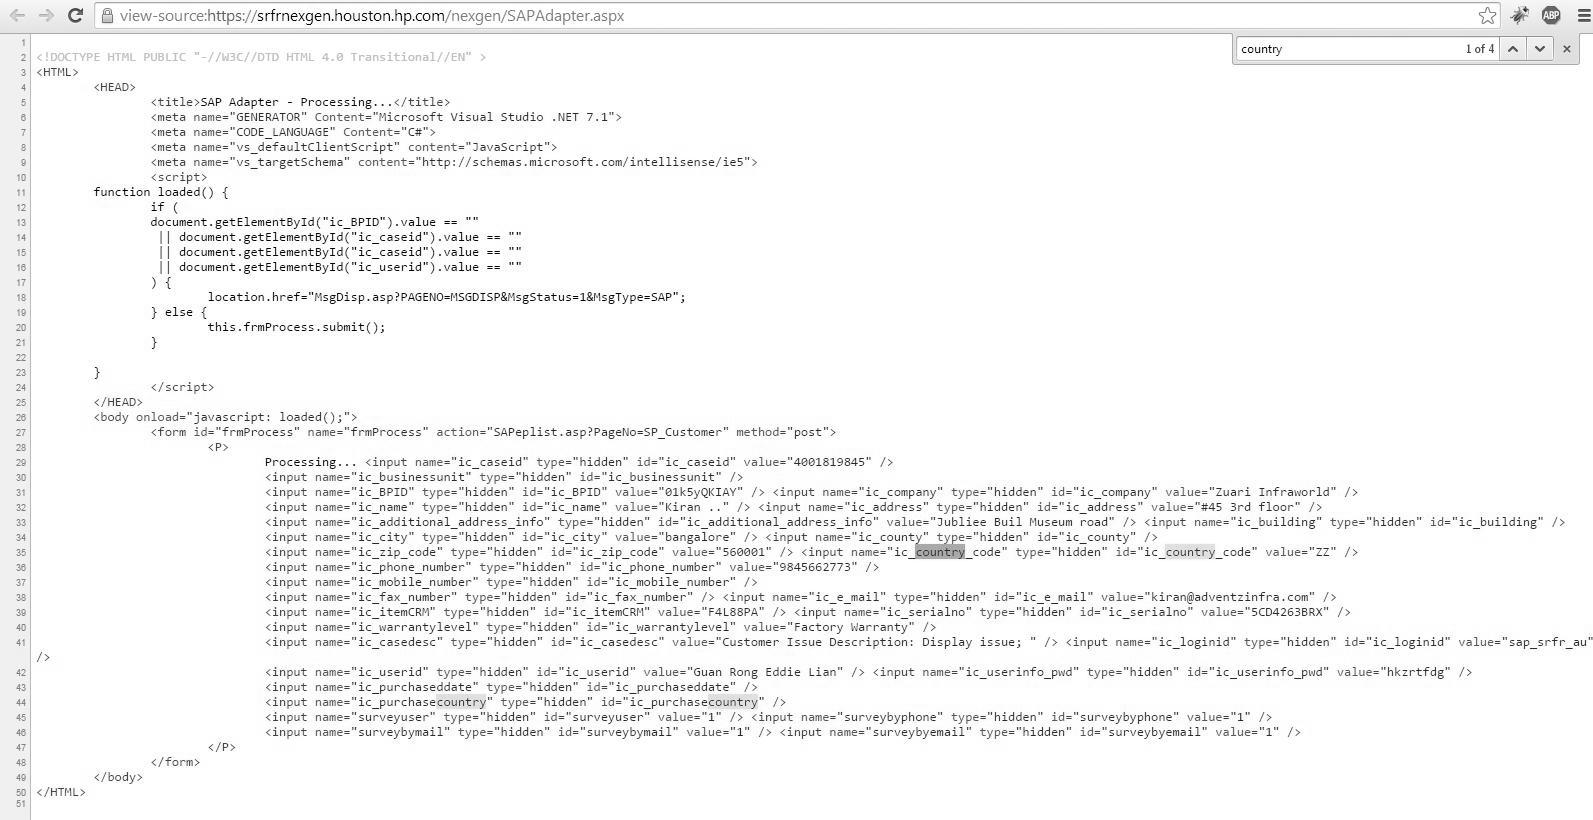 view-source:https://srfrnexgen.houston.hp.com/nexgen/SAPAdapter.aspx
ABP
country 1 of 4
1
2 <!DOCTYPE HTML PUBLIC "-//W3C//DTD HTML 4.0 Transitional//EN" >
3 <HTML>
4 <HEAD>
5 <title>SAP Adapter - Processing...</title>
6 <meta name="GENERATOR" Content="Microsoft Visual Studio .NET 7.1">
7 <meta name="CODE_LANGUAGE" Content="C#">
8 <meta name="vs_defaultClientScript" content="JavaScript">
9 <meta name="vs_targetSchema" content="http://schemas.microsoft.com/intellisense/ie5">
10 <script>
11 function loaded() {
12 if (
13 document.getElementById("ic_BPID").value == ""
14 || document.getElementById("ic_caseid").value == ""
15 || document.getElementById("ic_caseid").value == ""
16 || document.getElementById("ic_userid").value == ""
17 ) {
18 location.href="MsgDisp.asp?PAGENO=MSGDISP&MsgStatus=1&MsgType=SAP";
19 } else {
20 this.frmProcess.submit();
21 }
22
23 }
24 </script>
25 </HEAD>
26 <body onload="javascript: loaded();">
27 <form id="frmProcess" name="frmProcess" action="SAPeplist.asp?PageNo=SP_Customer" method="post">
28 <P>
29 Processing... <input name="ic_caseid" type="hidden" id="ic_caseid" value="4001819845" />
30 <input name="ic_businessunit" type="hidden" id="ic_businessunit" />
31 <input name="ic_BPID" type="hidden" id="ic_BPID" value="01k5yQKIAY" /> <input name="ic_company" type="hidden" id="ic_company" value="Zuari Infraworld" />
32 <input name="ic_name" type="hidden" id="ic_name" value="Kiran .." /> <input name="ic_address" type="hidden" id="ic_address" value="#45 3rd floor" />
33 <input name="ic_additional_address_info" type="hidden" id="ic_additional_address_info" value="Jubliee Buil Museum road" /> <input name="ic_building" type="hidden" id="ic_building" />
34 <input name="ic_city" type="hidden" id="ic_city" value="bangalore" /> <input name="ic_county" type="hidden" id="ic_county" />
35 <input name="ic_zip_code" type="hidden" id="ic_zip_code" value="560001" /> <input name="ic_country_code" type="hidden" id="ic_country_code" value="ZZ" />
36 <input name="ic_phone_number" type="hidden" id="ic_phone_number" value="9845662773" />
37 <input name="ic_mobile_number" type="hidden" id="ic_mobile_number" />
38 <input name="ic_fax_number" type="hidden" id="ic_fax_number" /> <input name="ic_e_mail" type="hidden" id="ic_e_mail" value="kiran@adventzinfra.com" />
39 <input name="ic_itemCRM" type="hidden" id="ic_itemCRM" value="F4L88PA" /> <input name="ic_serialno" type="hidden" id="ic_serialno" value="5CD4263BRX" />
40 <input name="ic_warrantylevel" type="hidden" id="ic_warrantylevel" value="Factory Warranty" />
41 <input name="ic_casedesc" type="hidden" id="ic_casedesc" value="Customer Issue Description: Display issue; " /> <input name="ic_loginid" type="hidden" id="ic_loginid" value="sap_srfr_au"
/>
42 <input name="ic_userid" type="hidden" id="ic_userid" value="Guan Rong Eddie Lian" /> <input name="ic_userinfo_pwd" type="hidden" id="ic_userinfo_pwd" value="hkzrtfdg" />
43 <input name="ic_purchaseddate" type="hidden" id="ic_purchaseddate" />
44 <input name="ic_purchasecountry" type="hidden" id="ic_purchasecountry" />
45 <input name="surveyuser" type="hidden" id="surveyuser" value="1" /> <input name="surveybyphone" type="hidden" id="surveybyphone" value="1" />
46 <input name="surveybymail" type="hidden" id="surveybymail" value="1" /> <input name="surveybyemail" type="hidden" id="surveybyemail" value="1" />
47 </P>
48 </form>
49 </body>
50 </HTML>
51